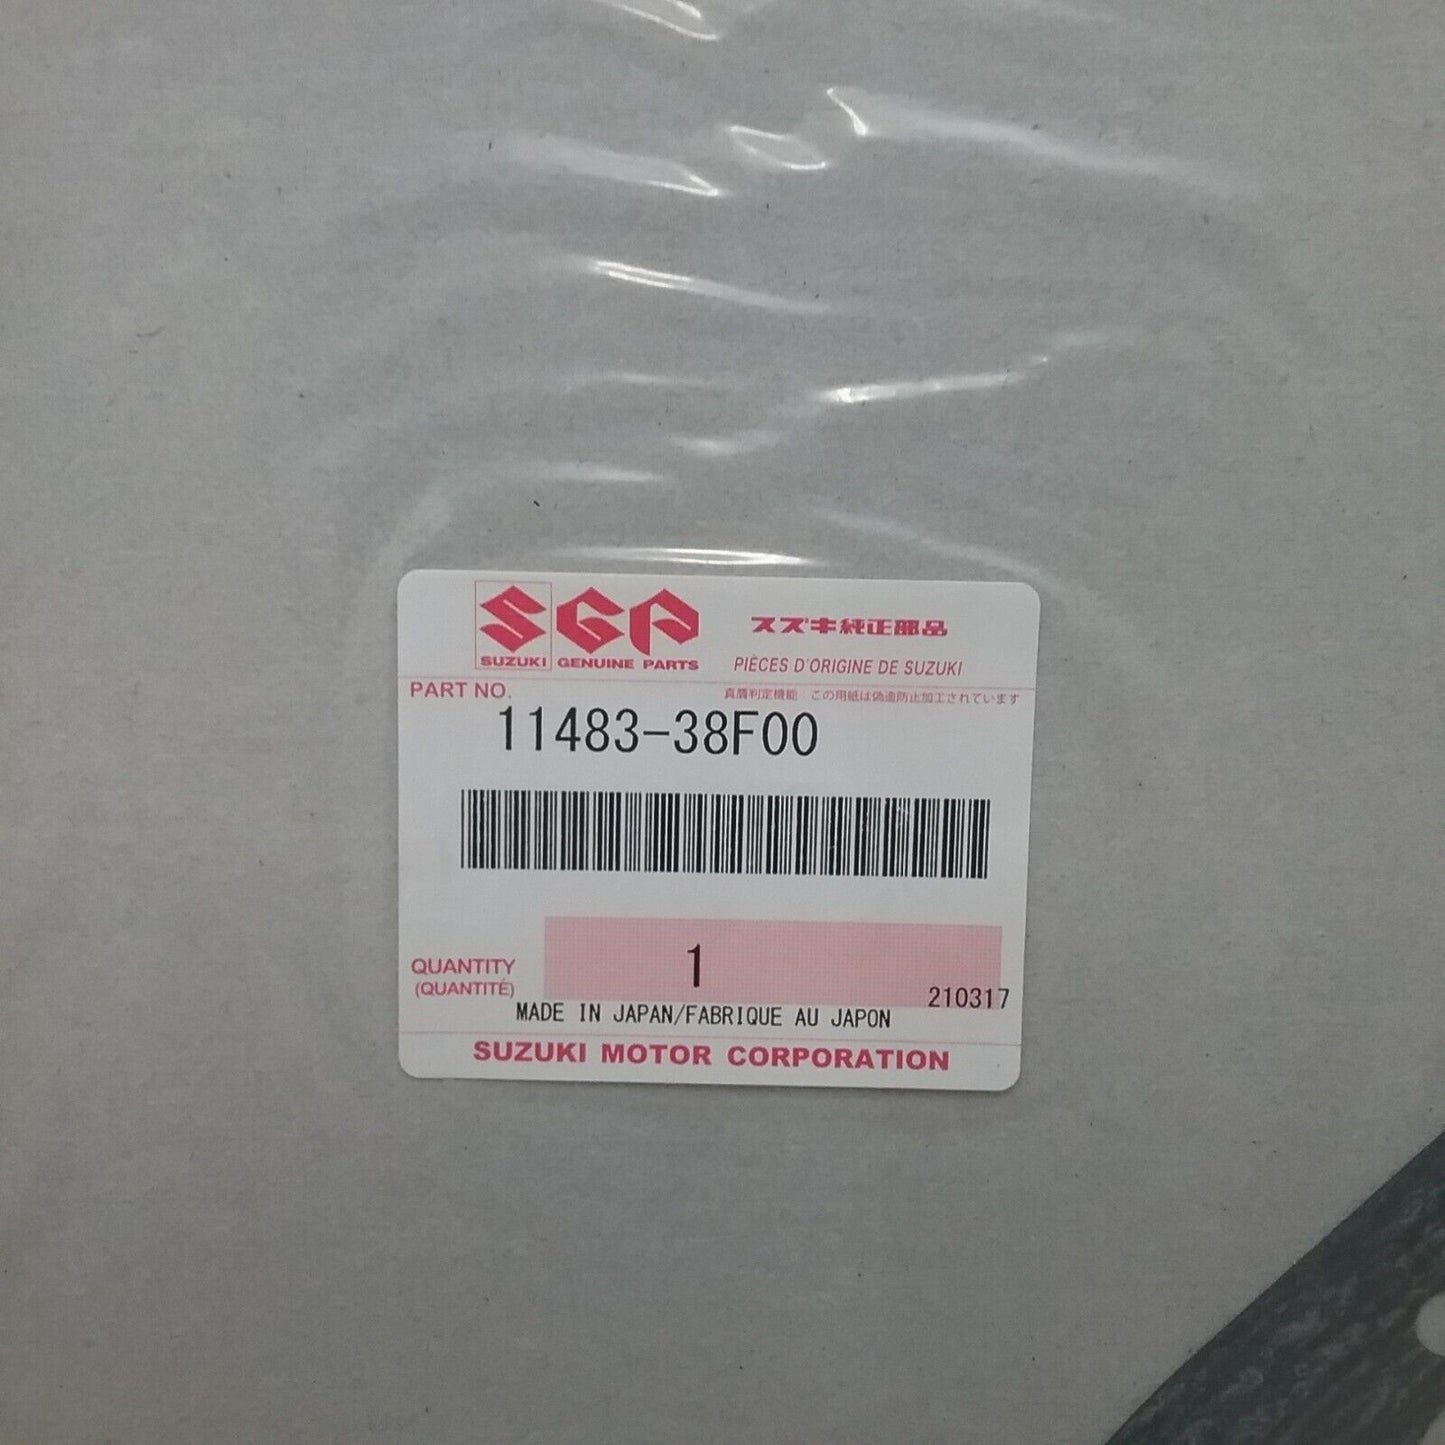 SGP
スズキ純正部品
SUZUKI GENUINE PARTS
PIÈCES D'ORIGINE DE SUZUKI
PART NO.
真贋判定機能 この用紙は偽造防止加工されています
11483-38F00
QUANTITY
(QUANTITÉ)
1
210317
MADE IN JAPAN/FABRIQUE AU JAPON
SUZUKI MOTOR CORPORATION